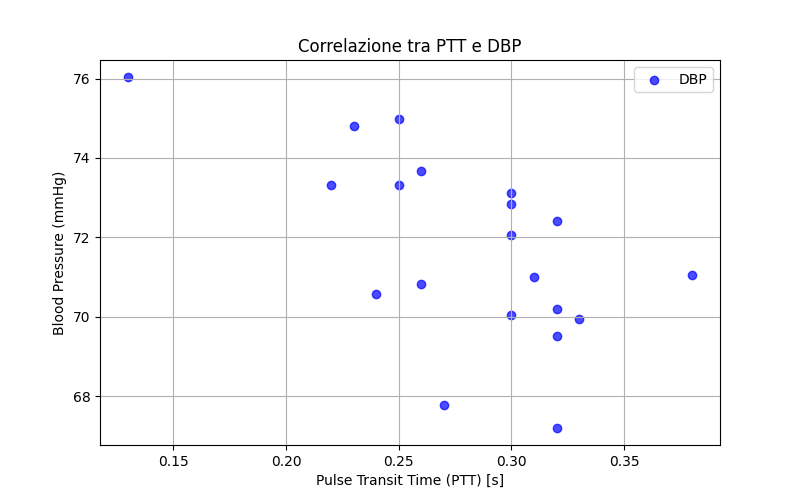 Correlazione tra PTT e DBP
DBP
76
74
72
70
68
Blood Pressure (mmHg)
0.15 0.20 0.25 0.30 0.35
Pulse Transit Time (PTT) [s]